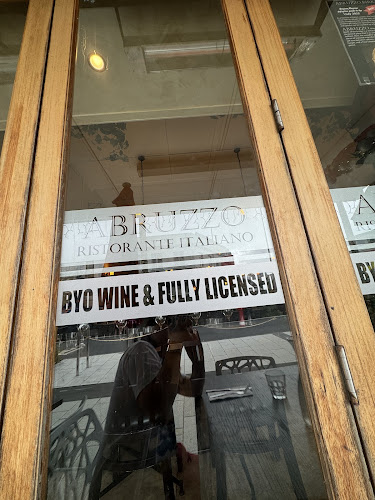 ABRUZZO
RISTORANTE ITALIANO
BYO WINE & FULLY LICENSED